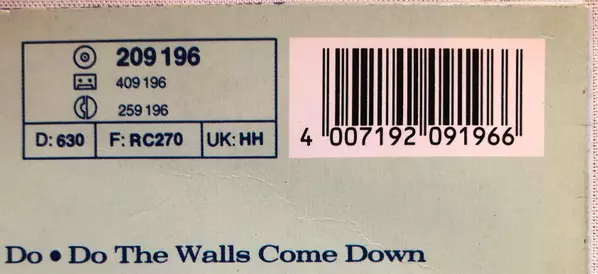 209 196
409 196
259 196
D: 630 F: RC270 UK: HH
4 007192 091966
Do • Do The Walls Come Down